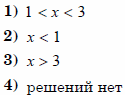 1) 1 < x < 3
2) x < 1
3) x > 3
4) решений нет